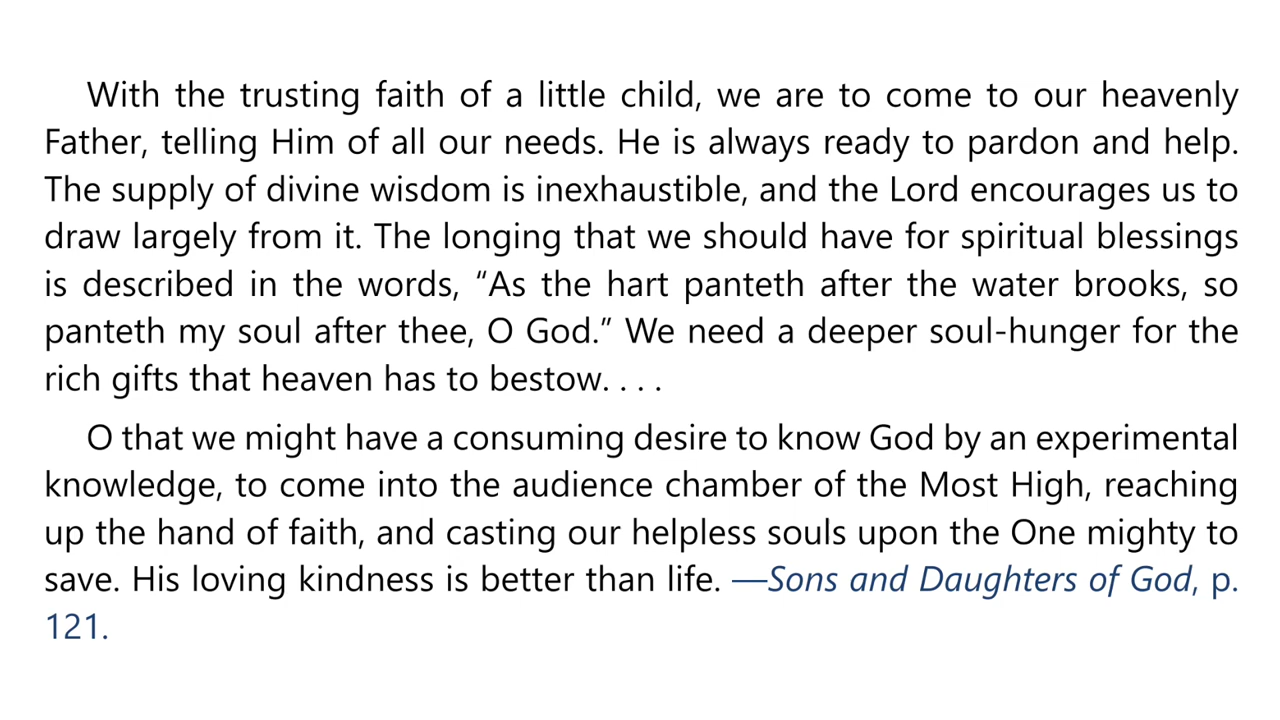 With the trusting faith of a little child, we are to come to our heavenly
Father, telling Him of all our needs. He is always ready to pardon and help.
The supply of divine wisdom is inexhaustible, and the Lord encourages us to
draw largely from it. The longing that we should have for spiritual blessings
is described in the words, “As the hart panteth after the water brooks, so
panteth my soul after thee, O God.” We need a deeper soul-hunger for the
rich gifts that heaven has to bestow. . . .
O that we might have a consuming desire to know God by an experimental
knowledge, to come into the audience chamber of the Most High, reaching
up the hand of faith, and casting our helpless souls upon the One mighty to
save. His loving kindness is better than life. —Sons and Daughters of God, p.
121.